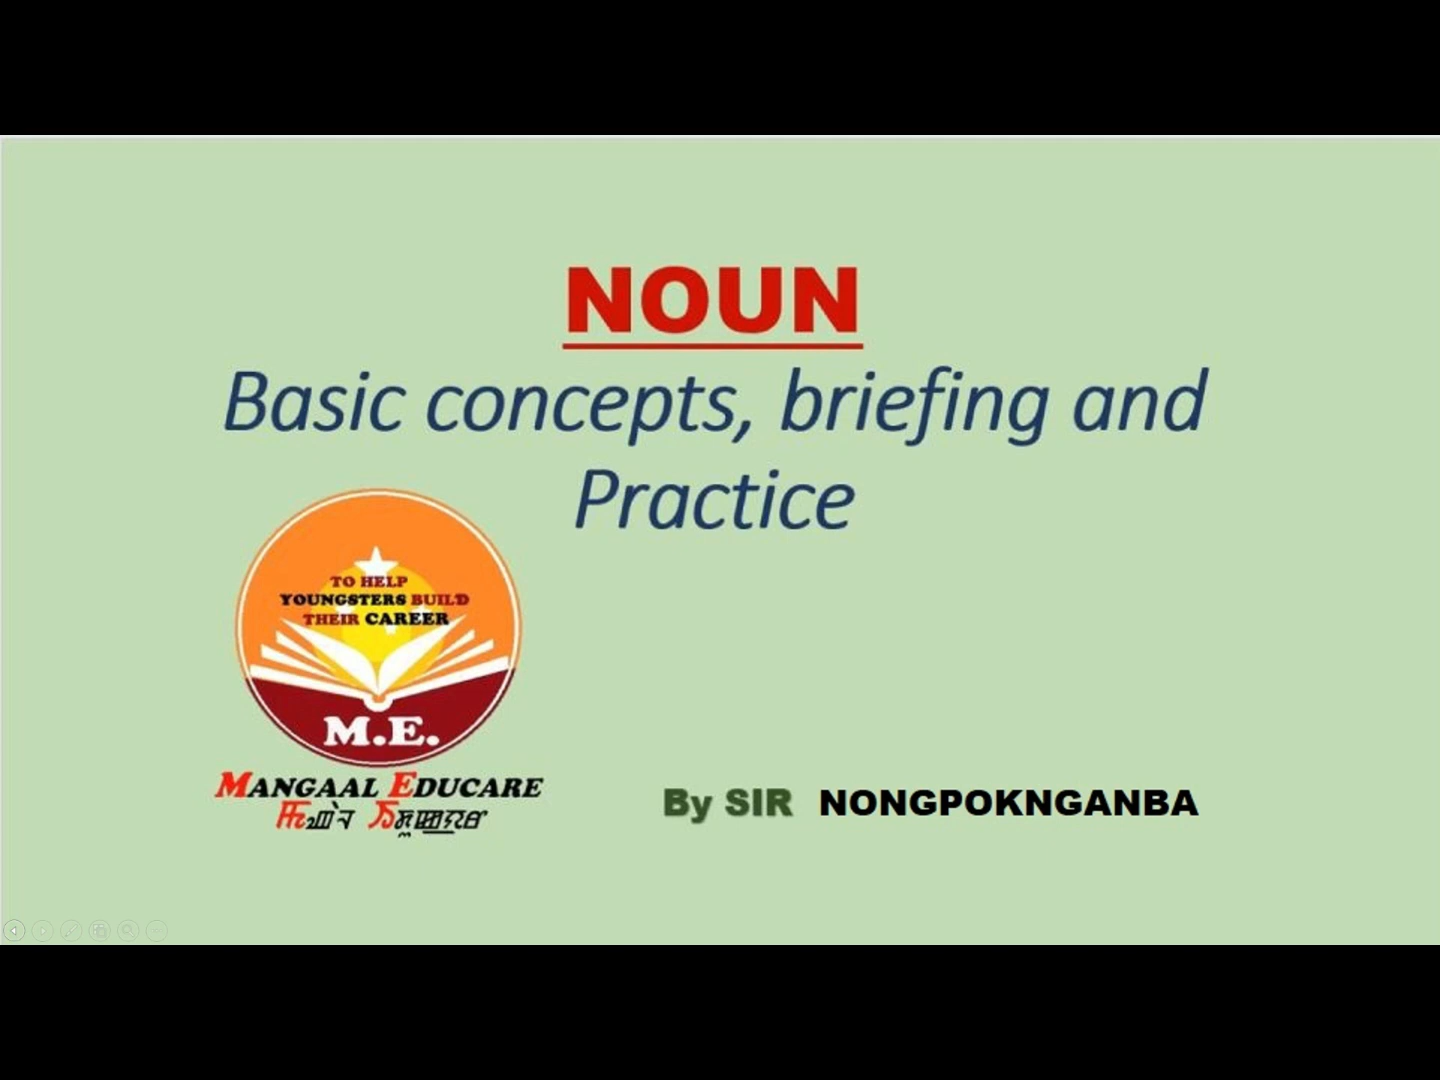 NOUN
Basic concepts, briefing and
Practice
TO HELP
YOUNGSTERS BUILD
THEIR CAREER
M.E.
MANGAAL EDUCARE
By SIR NONGPOKNGANBA